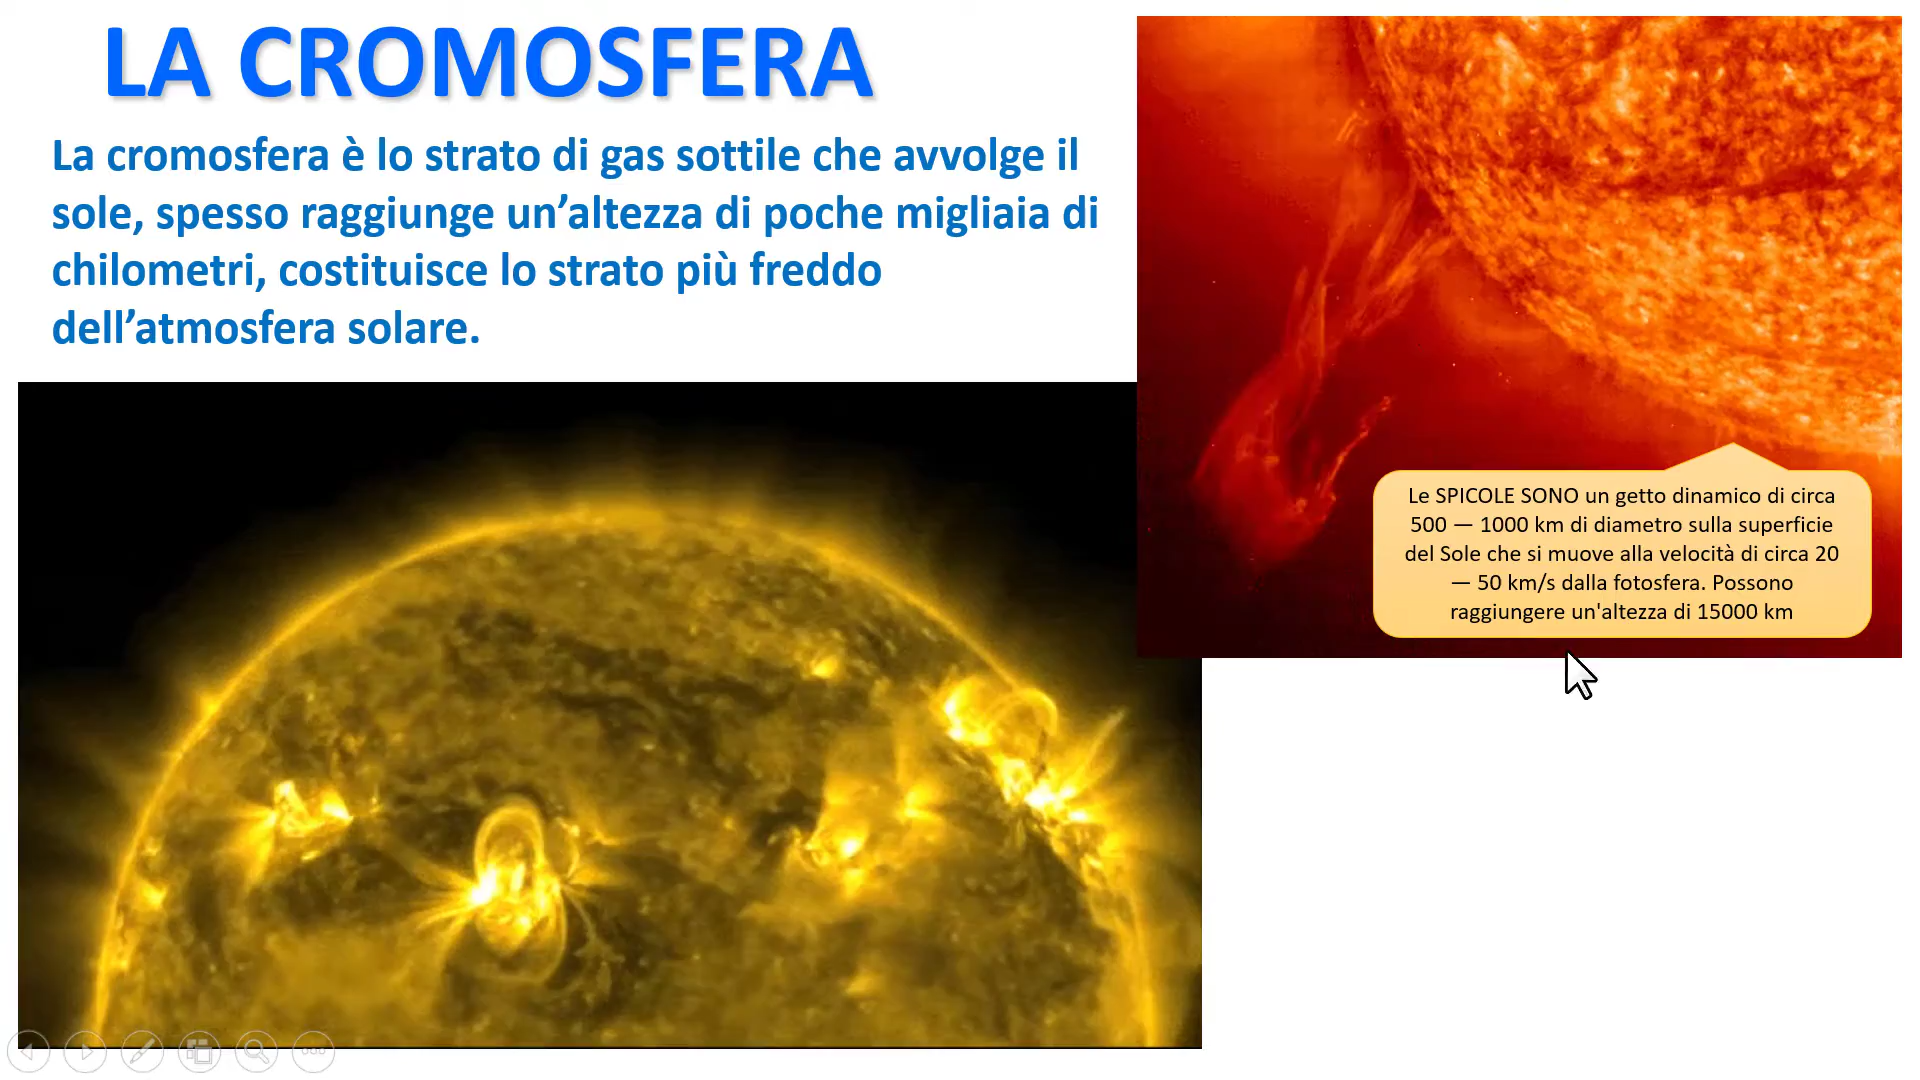 LA CROMOSFERA
La cromosfera è lo strato di gas sottile che avvolge il
sole, spesso raggiunge un’altezza di poche migliaia di
chilometri, costituisce lo strato più freddo
dell’atmosfera solare.
Le SPICOLE SONO un getto dinamico di circa
500 — 1000 km di diametro sulla superficie
del Sole che si muove alla velocità di circa 20
— 50 km/s dalla fotosfera. Possono
raggiungere un'altezza di 15000 km